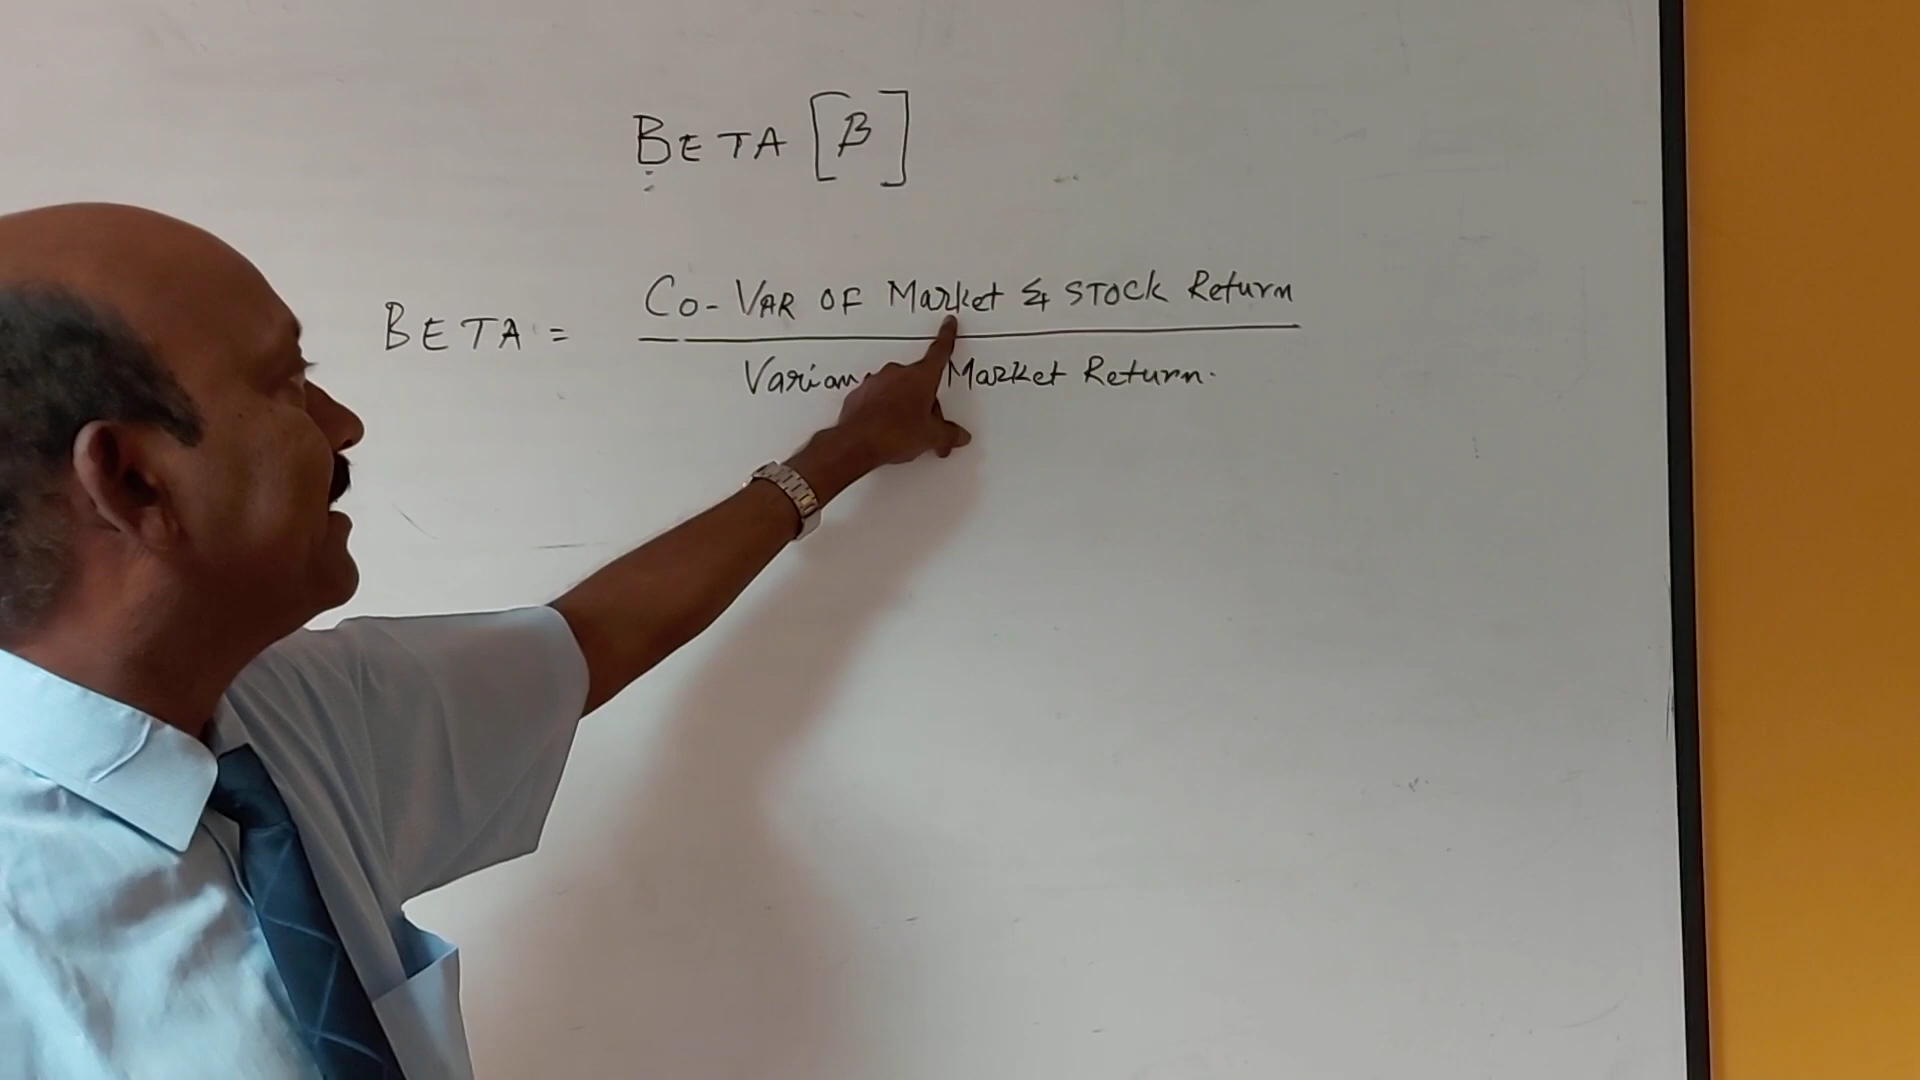 BETA [β]
Co-VAR OF Market & STOCK Return
BETA =
Market Return.